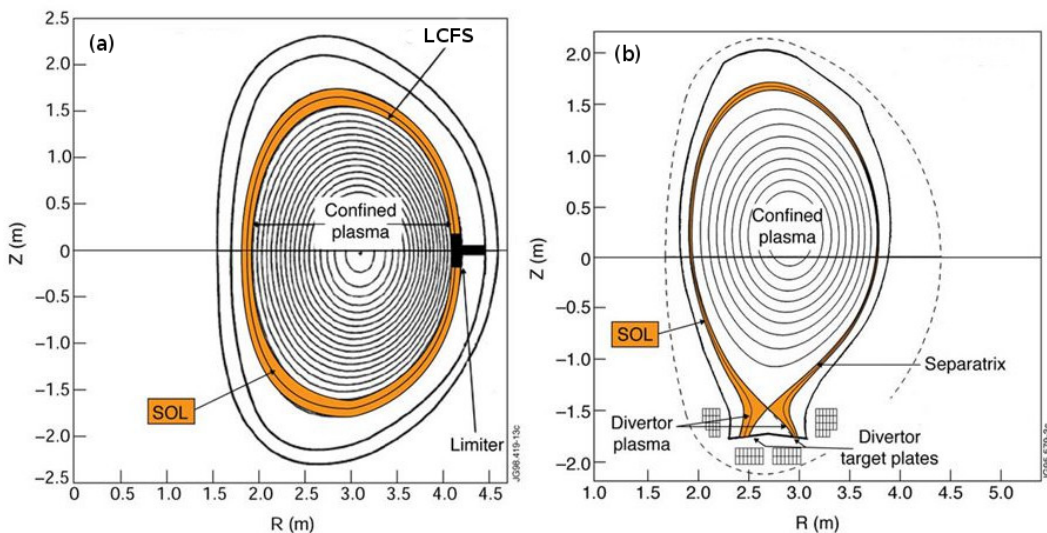 (a)
LCFS
2.5
2.0
1.5
1.0
0.5
0
−0.5
−1.0
−1.5
−2.0
−2.5
Z (m)
Confined
plasma
SOL
Limiter
JG98.419-13c
0
0.5
1.0
1.5
2.0
2.5
3.0
3.5
4.0
4.5
R (m)
(b)
2.0
1.5
1.0
0.5
0
−0.5
−1.0
−1.5
−2.0
Z (m)
Confined
plasma
SOL
Separatrix
Divertor
plasma
Divertor
target plates
1.0
1.5
2.0
2.5
3.0
3.5
4.0
4.5
5.0
R (m)